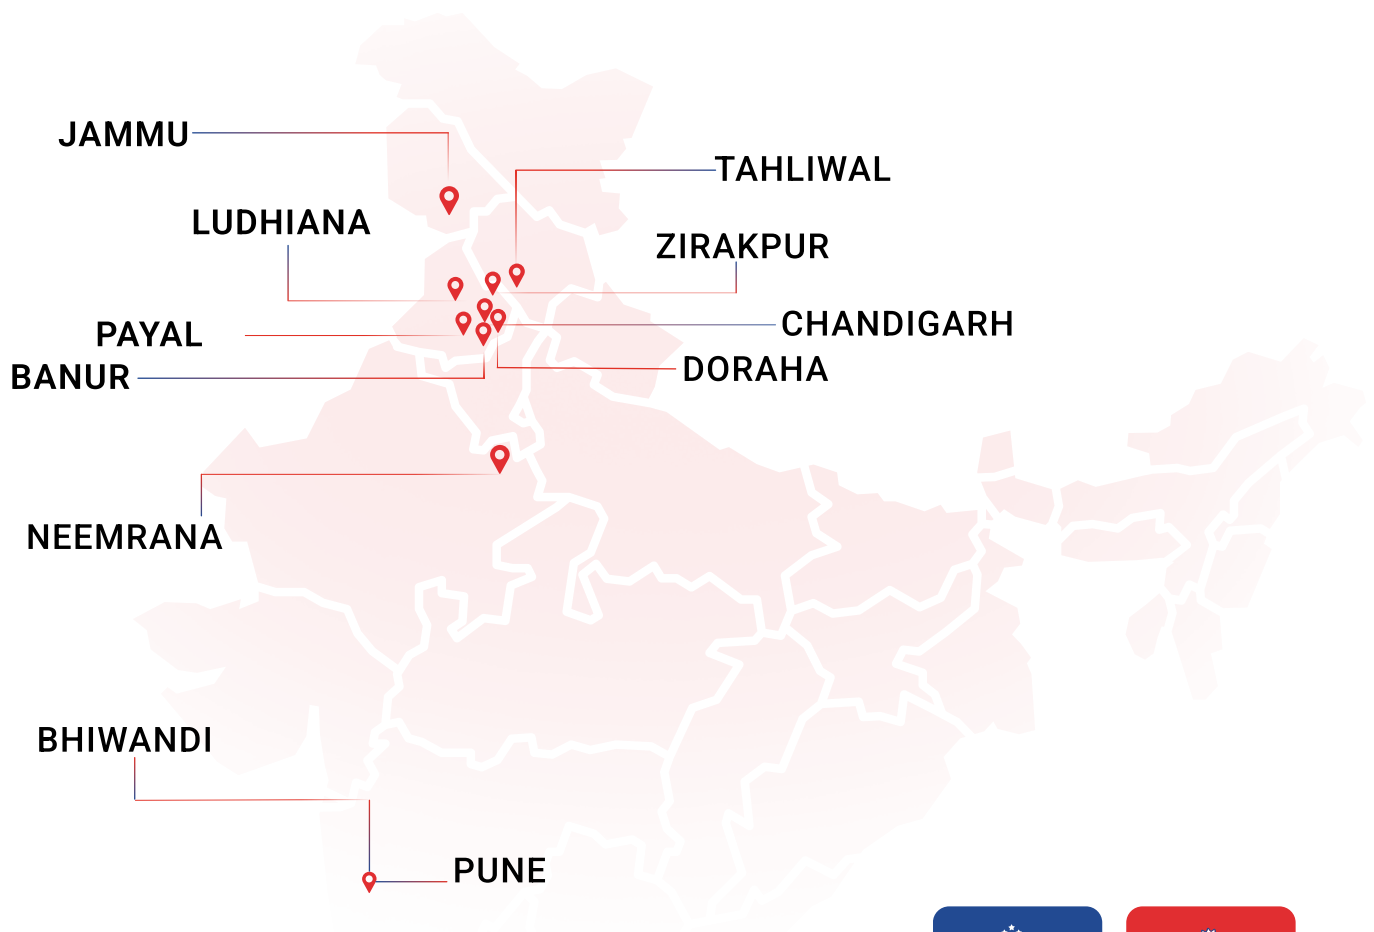 JAMMU
TAHLIWAL
LUDHIANA
ZIRAKPUR
CHANDIGARH
PAYAL
DORAHA
BANUR
NEEMRANA
BHIWANDI
PUNE